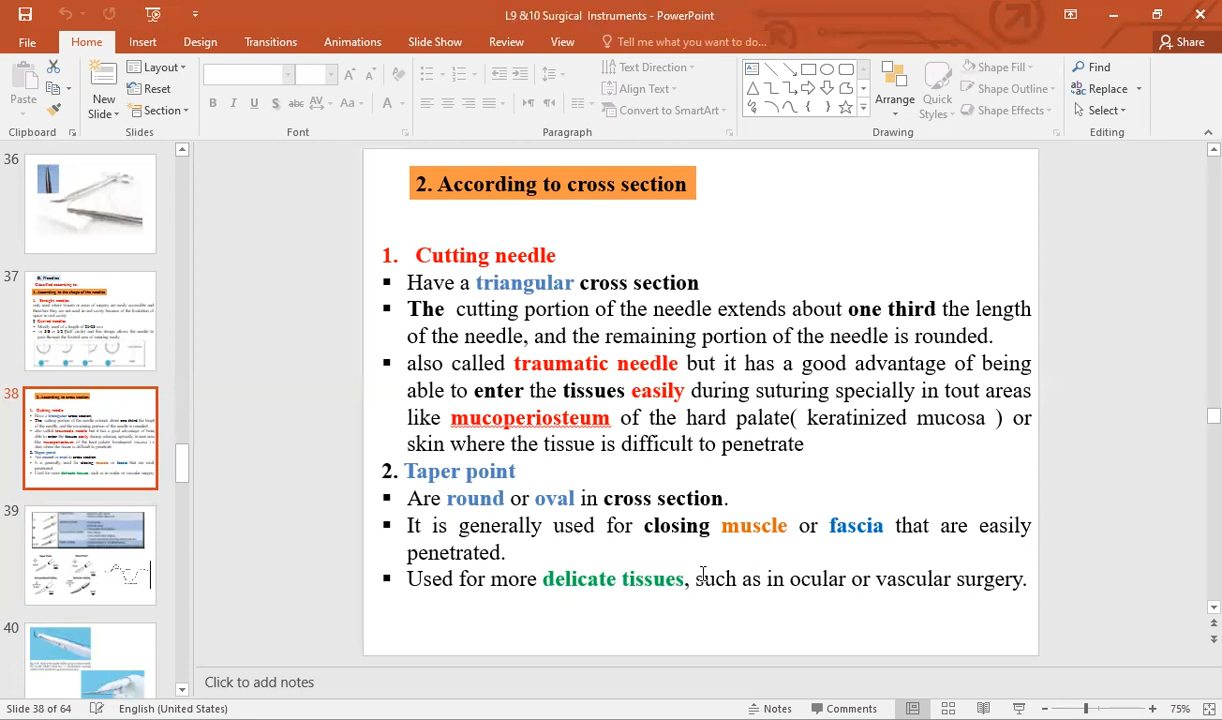 L9 &10 Surgical Instruments - PowerPoint
File Home Insert Design Transitions Animations Slide Show Review View Tell me what you want to do... Share
Paste
New Slide
Layout
Reset
Section
Text Direction
Align Text
Convert to SmartArt
Arrange
Quick Styles
Shape Fill
Shape Outline
Shape Effects
Find
Replace
Select
Clipboard Slides Font Paragraph Drawing Editing
36
37
38
39
40
2. According to cross section
1. Cutting needle
▪ Have a triangular cross section
▪ The cutting portion of the needle extends about one third the length
of the needle, and the remaining portion of the needle is rounded.
▪ also called traumatic needle but it has a good advantage of being
able to enter the tissues easily during suturing specially in tout areas
like mucoperiosteum of the hard palate( keratinized mucosa ) or
skin where the tissue is difficult to penetrate
2. Taper point
▪ Are round or oval in cross section.
▪ It is generally used for closing muscle or fascia that are easily
penetrated.
▪ Used for more delicate tissues, such as in ocular or vascular surgery.
Click to add notes
Slide 38 of 64 English (United States) Notes Comments 75%